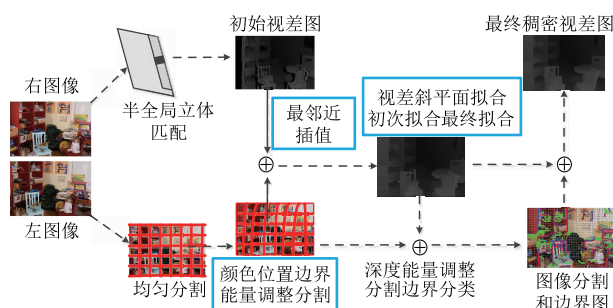 初始视差图
最终稠密视差图
右图像
半全局立体
匹配
最邻近
插值
视差斜平面拟合
初次拟合最终拟合
左图像
均匀分割
颜色位置边界
能量调整分割
深度能量调整
分割边界分类
图像分割
和边界图